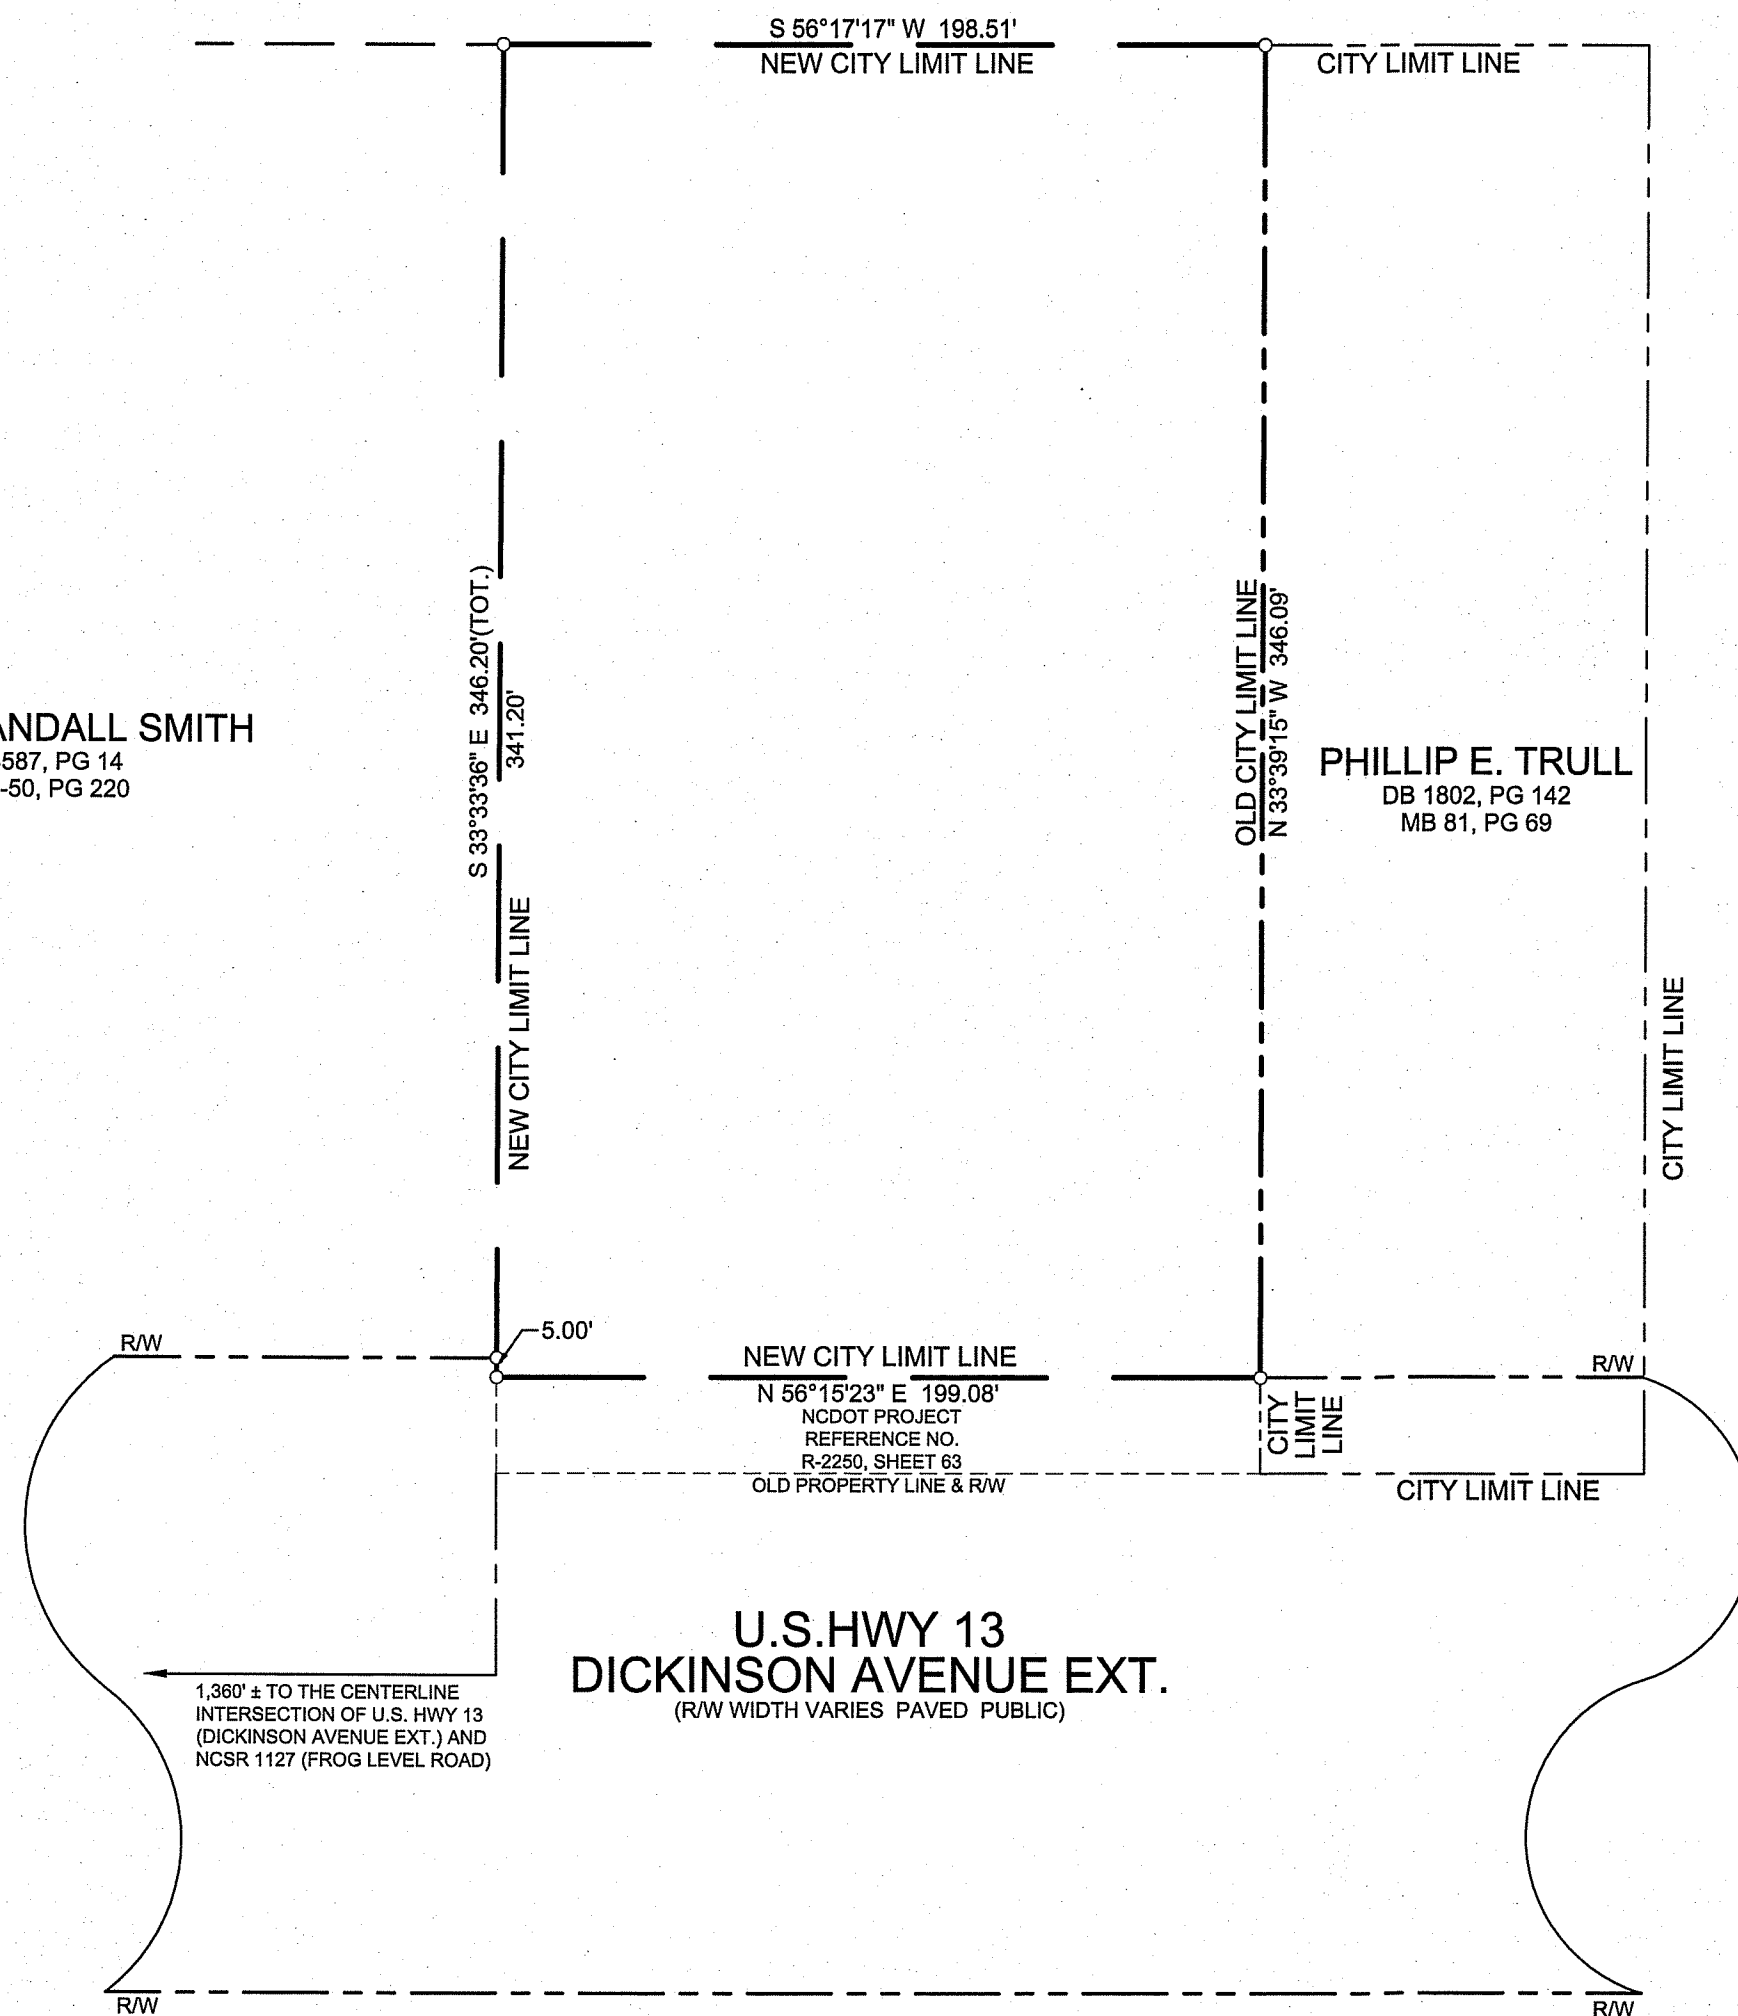 S 56°17'17" W 198.51'
NEW CITY LIMIT LINE
CITY LIMIT LINE
S 33°33'36" E 346.20'(TOT.)
341.20'
NEW CITY LIMIT LINE
OLD CITY LIMIT LINE
N 33°39'15" W 346.09'
ANDALL SMITH
587, PG 14
-50, PG 220
PHILLIP E. TRULL
DB 1802, PG 142
MB 81, PG 69
CITY LIMIT LINE
R/W
5.00'
NEW CITY LIMIT LINE
N 56°15'23" E 199.08'
NCDOT PROJECT
REFERENCE NO.
R-2250, SHEET 63
OLD PROPERTY LINE & R/W
R/W
CITY
LIMIT
LINE
CITY LIMIT LINE
U.S.HWY 13
DICKINSON AVENUE EXT.
(R/W WIDTH VARIES PAVED PUBLIC)
1,360' ± TO THE CENTERLINE
INTERSECTION OF U.S. HWY 13
(DICKINSON AVENUE EXT.) AND
NCSR 1127 (FROG LEVEL ROAD)
R/W
R/W